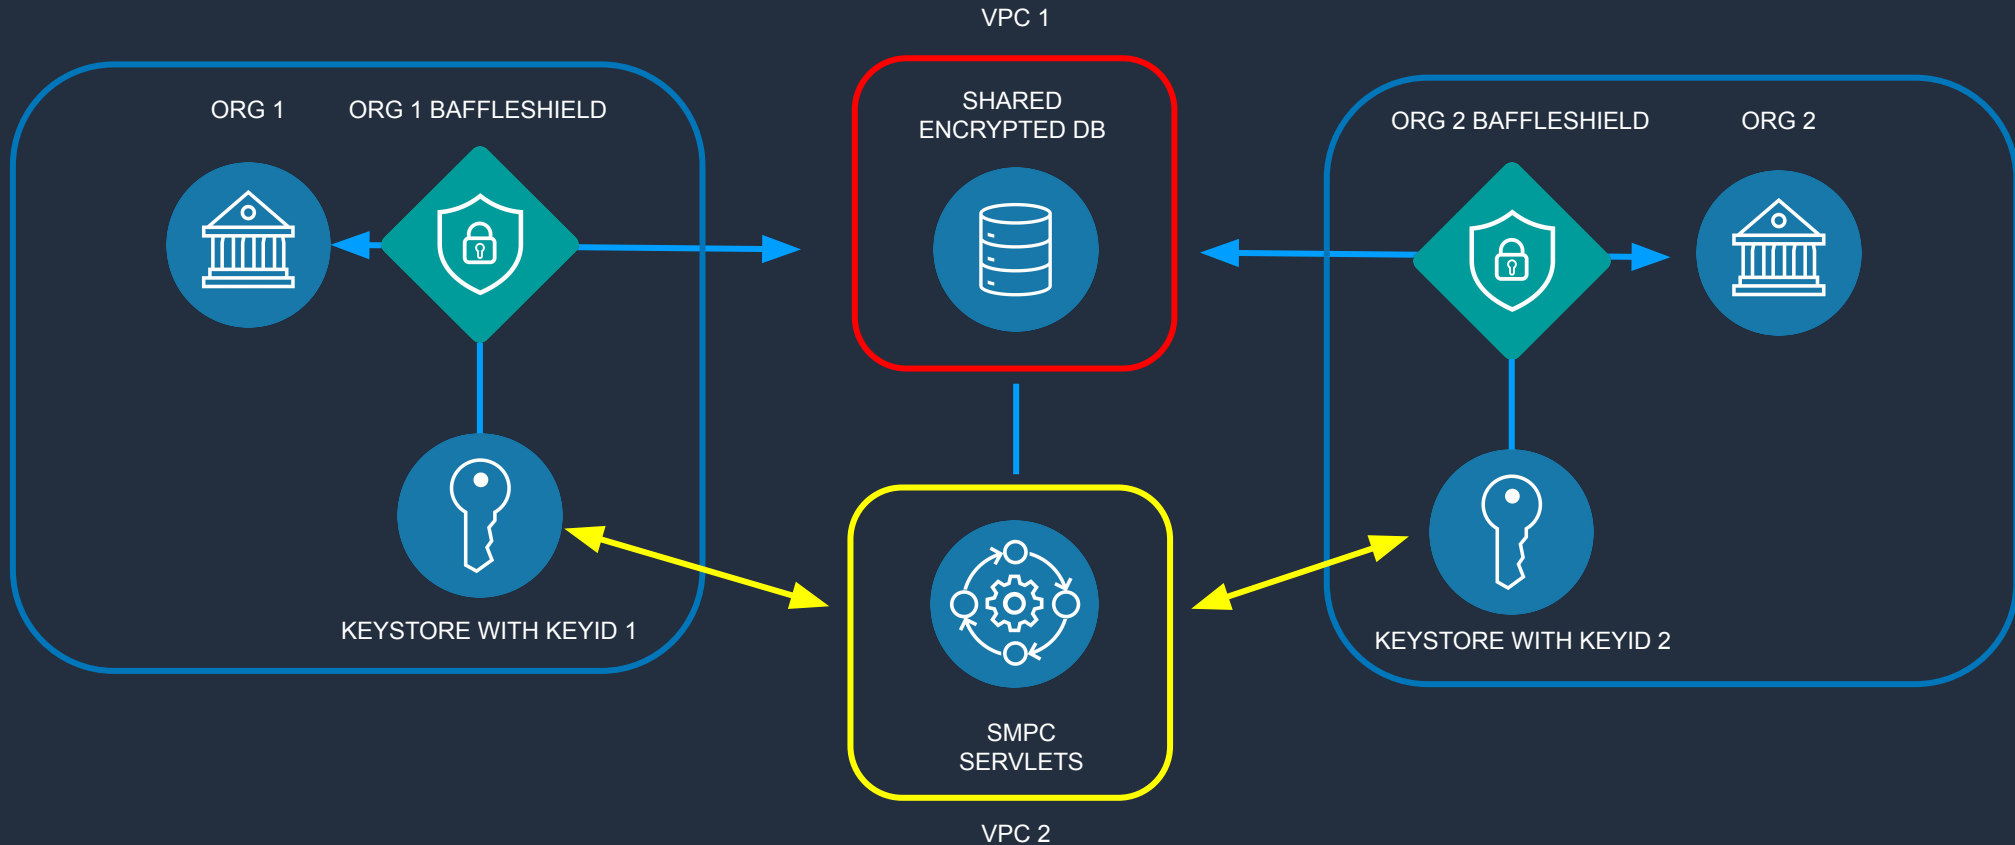 VPC 1
ORG 1
ORG 1 BAFFLESHIELD
SHARED
ENCRYPTED DB
ORG 2 BAFFLESHIELD
ORG 2
KEYSTORE WITH KEYID 1
KEYSTORE WITH KEYID 2
SMPC
SERVLETS
VPC 2